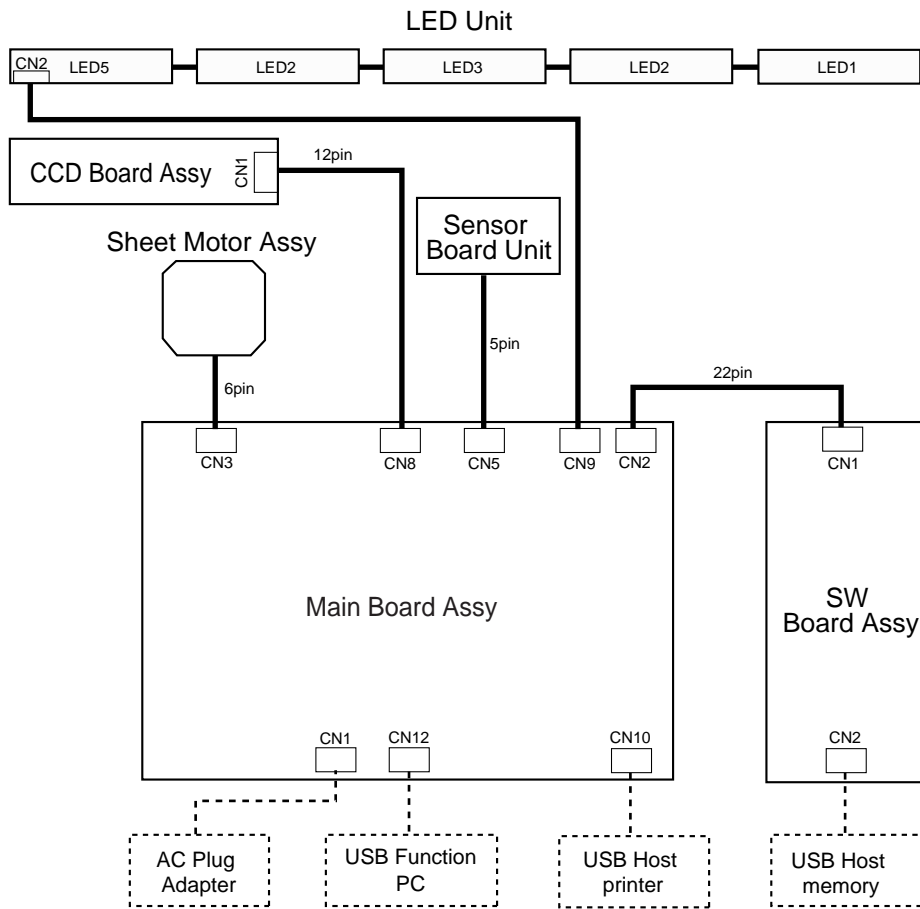 LED Unit
CN2
LED5
LED2
LED3
LED2
LED1
CCD Board Assy
CN1
12pin
Sheet Motor Assy
Sensor
Board Unit
5pin
6pin
22pin
CN3
CN8
CN5
CN9
CN2
CN1
Main Board Assy
SW
Board Assy
CN1
CN12
CN10
CN2
AC Plug
Adapter
USB Function
PC
USB Host
printer
USB Host
memory